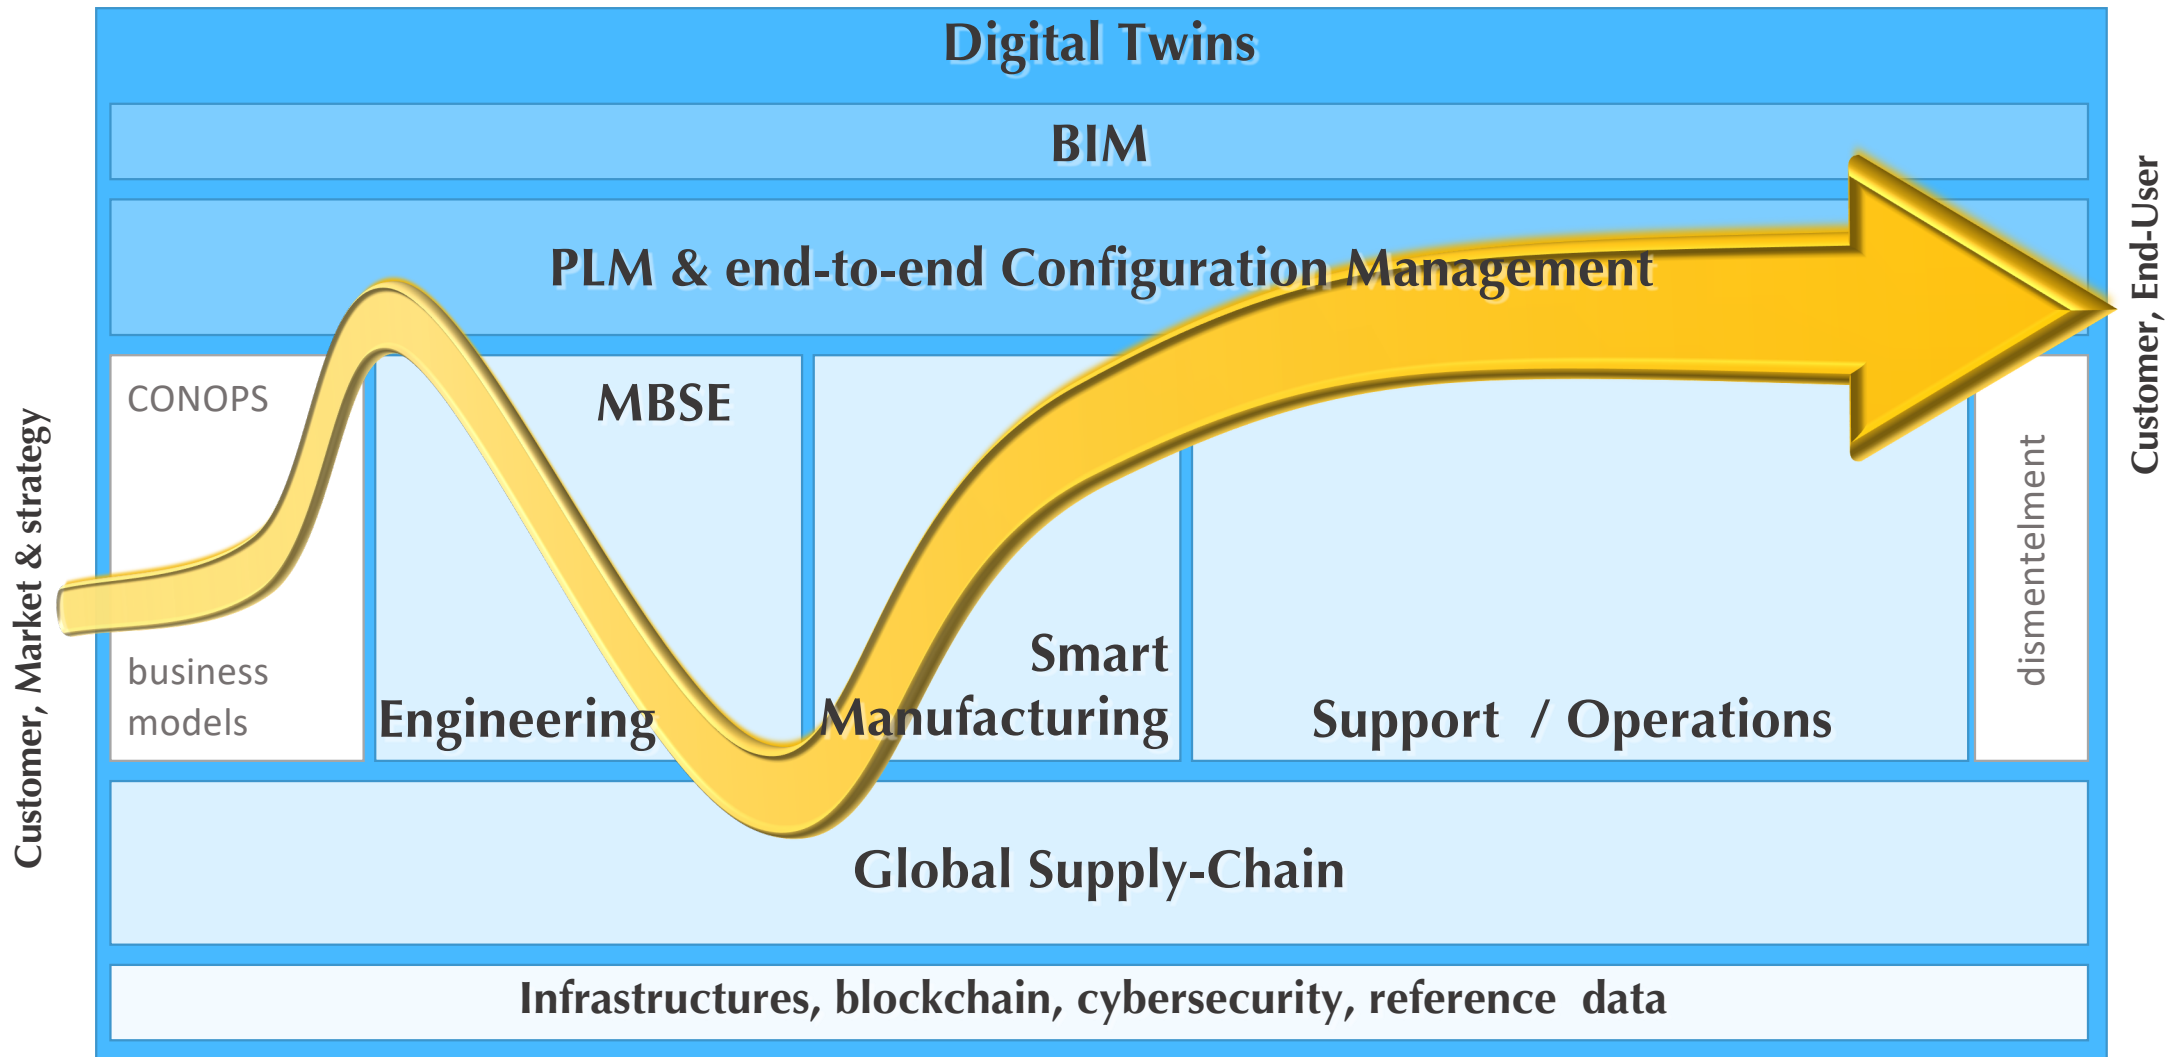 Digital Twins
BIM
PLM & end-to-end Configuration Management
Customer, Market & strategy
CONOPS
business
models
MBSE
Engineering
Smart
Manufacturing
Support / Operations
dismentelment
Customer, End-User
Global Supply-Chain
Infrastructures, blockchain, cybersecurity, reference data